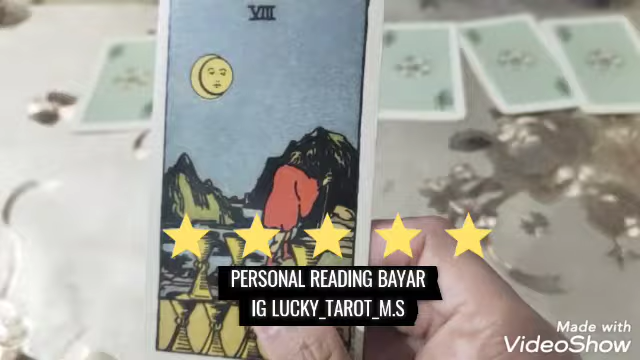 VIII
PERSONAL READING BAYAR
IG LUCKY_TAROT_M.S
Made with
VideoShow